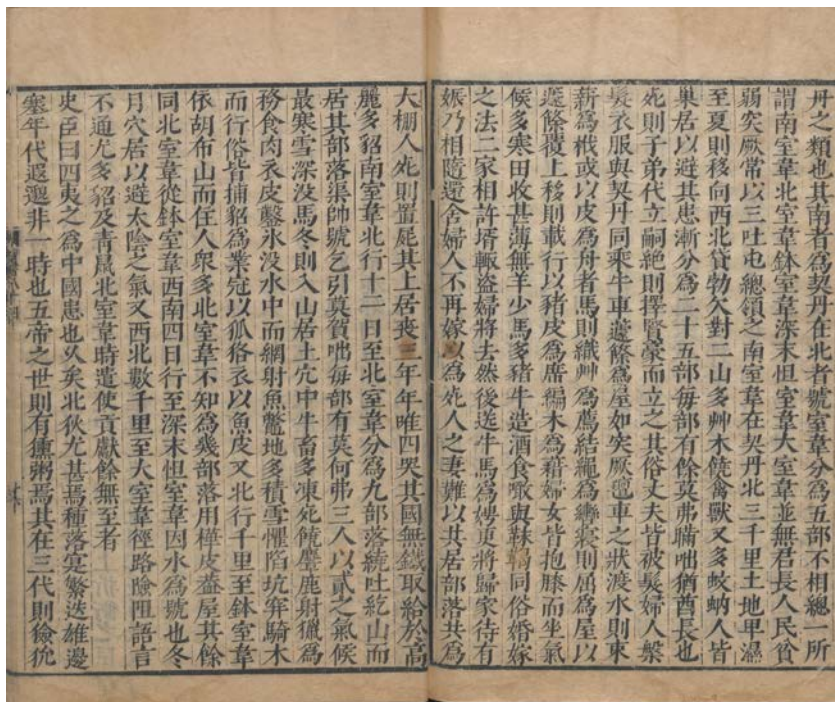 丹之類也其南者爲契丹在北者號室韋分爲五部不相總一所
謂南室韋北室韋鉢室韋深末怛室韋大室韋並無君長人民貧
弱突厥常以三吐屯總領之南室韋在契丹北三千里土地卑濕
至夏則移向西北貸勃欠對二山多艸木饒禽獸又多蚊蚋人皆
巢居以避其患漸分爲二十五部每部有餘莫弗瞞咄猶酋長也
死則子弟代立嗣絶則擇賢豪而立之其俗丈夫皆被髮婦人槃
髮衣服與契丹同乘牛車蘧篨爲屋如突厥氊車之狀渡水則束
薪爲栰或以皮爲舟者馬則織艸爲薦結繩爲轡寢則屈爲屋以
蘧篨覆上移則載行以豬皮爲席編木爲藉婦女皆抱膝而坐氣
候多寒田收甚薄無羊少馬多豬牛造酒食噉與靺鞨同俗婚嫁
之法二家相許壻輙盗婦將去然後送牛馬爲娉更將歸家待有
娠乃相隨還舍婦人不再嫁以爲死人之妻難以共居部落共爲
大棚人死則置屍其上居喪三年年唯四哭其國無鐵取給於高
麗多貂南室韋北行十二日至北室韋分爲九部落繞吐紇山而
居其部落渠帥號乞引莫賀咄每部有莫何弗三人以貳之氣候
最寒雪深没馬冬則入山居土穴中牛畜多凍死饒麞鹿射獵爲
務食肉衣皮鑿氷没水中而網射魚鼈地多積雪懼陷坑穽騎木
而行俗皆捕貂爲業冠以狐狢衣以魚皮又北行千里至鉢室韋
依胡布山而住人衆多北室韋不知爲幾部落用樺皮葢屋其餘
同北室韋從鉢室韋西南四日行至深末怛室韋因水爲號也冬
月穴居以避太陰之氣又西北數千里至大室韋徑路險阻語言
不通尤多貂及青鼠北室韋時遣使貢獻餘無至者
史臣曰四夷之爲中國患也久矣北狄尤甚焉種落寔繁迭雄邊
塞年代遐邈非一時也五帝之世則有獯粥焉其在三代則獫狁